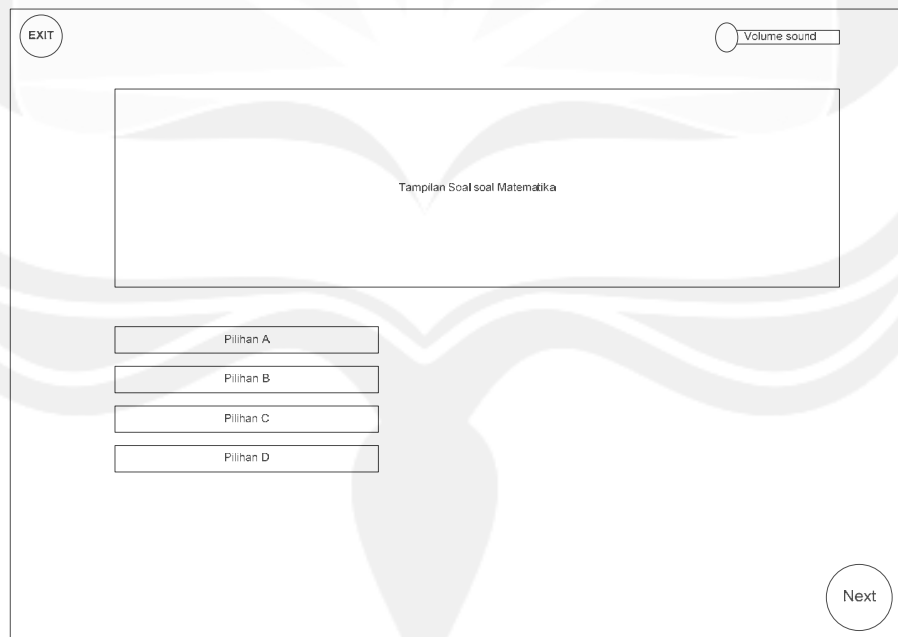 EXIT
Volume sound
Tampilan Soal soal Matematika
Pilihan A
Pilihan B
Pilihan C
Pilihan D
Next